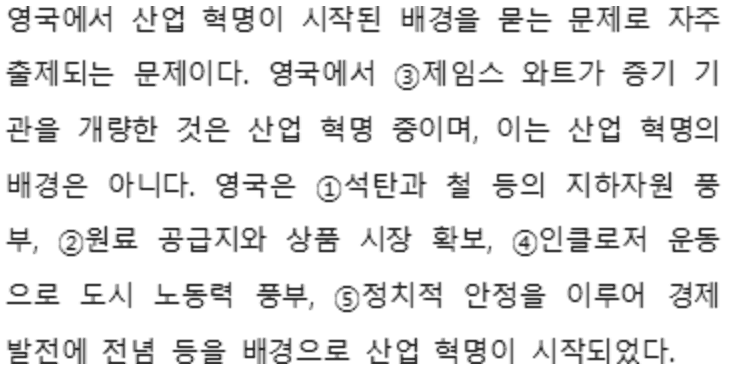 영국에서 산업 혁명이 시작된 배경을 묻는 문제로 자주
출제되는 문제이다. 영국에서 ③제임스 와트가 증기 기
관을 개량한 것은 산업 혁명 중이며, 이는 산업 혁명의
배경은 아니다. 영국은 ①석탄과 철 등의 지하자원 풍
부, ②원료 공급지와 상품 시장 확보, ④인클로저 운동
으로 도시 노동력 풍부, ⑤정치적 안정을 이루어 경제
발전에 전념 등을 배경으로 산업 혁명이 시작되었다.